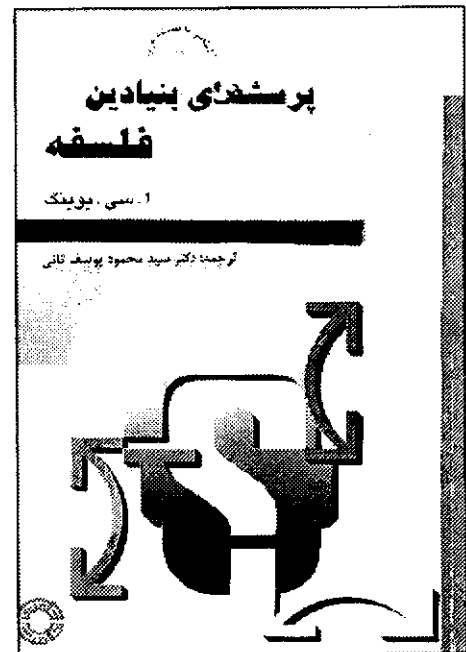 پرسشهای بنیادین
فلسفه
ا. سی. یوینگ
ترجمه: دکتر سید محمود یوسف ثانی